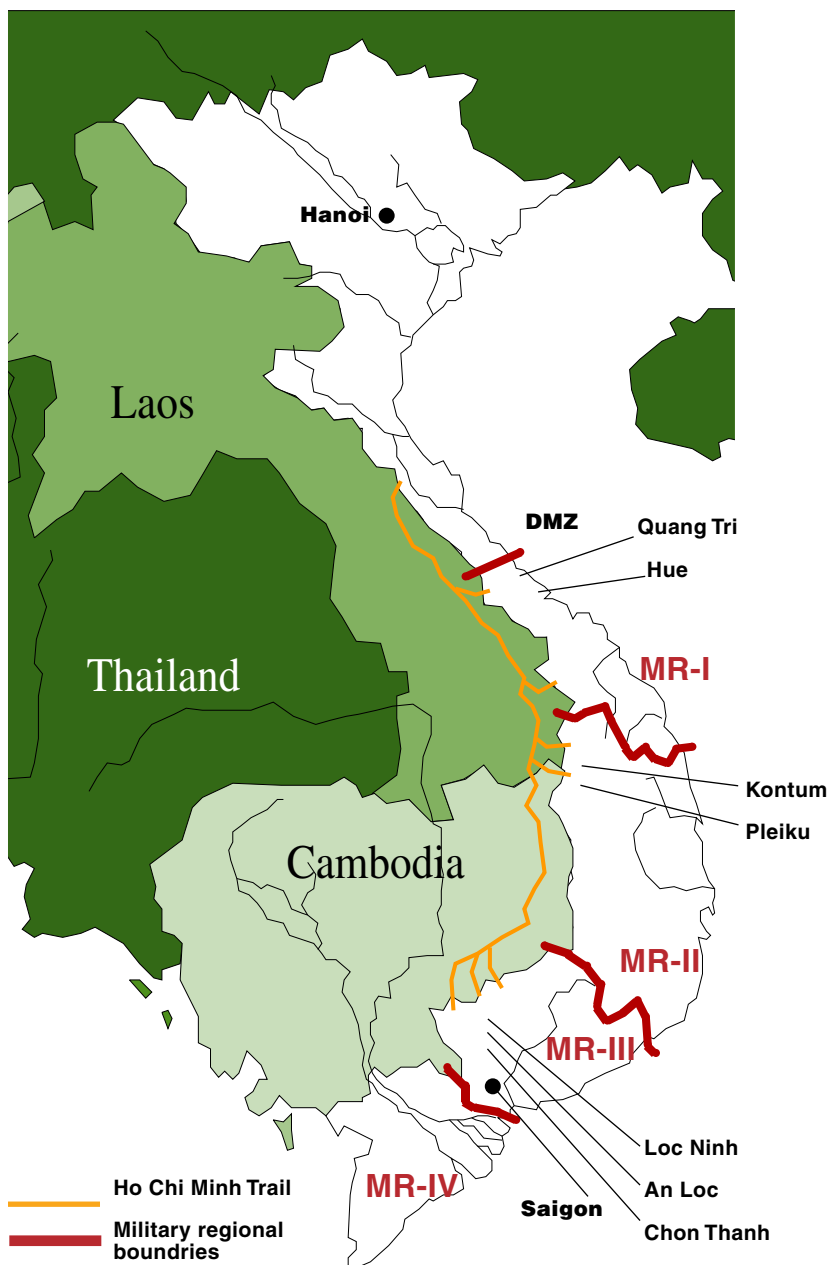 Hanoi
Laos
DMZ
Quang Tri
Hue
Thailand
MR-I
Kontum
Pleiku
Cambodia
MR-II
MR-III
Loc Ninh
An Loc
Chon Thanh
Saigon
MR-IV
Ho Chi Minh Trail
Military regional
boundries